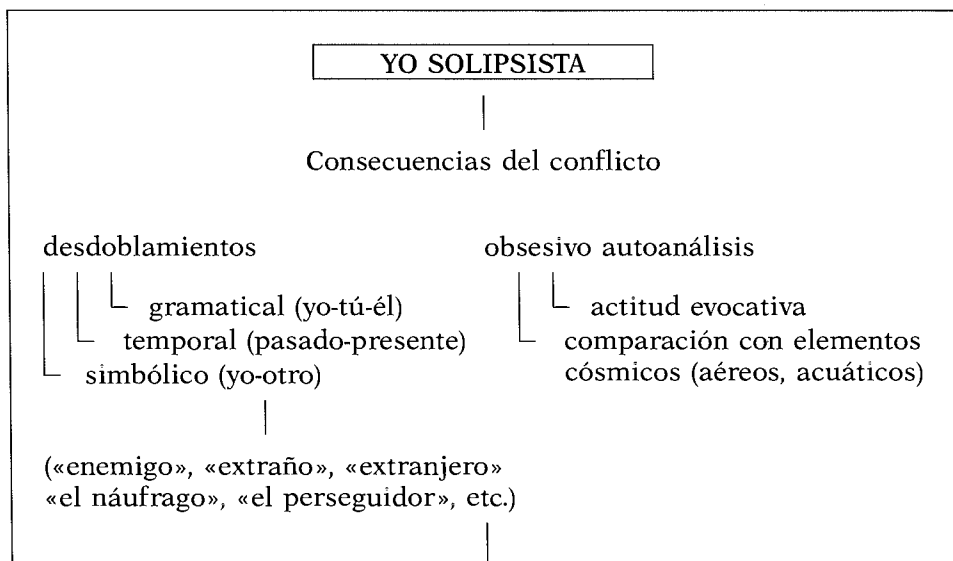 YO SOLIPSISTA
Consecuencias del conflicto
desdoblamientos
gramatical (yo-tú-él)
temporal (pasado-presente)
simbólico (yo-otro)
(«enemigo», «extraño», «extranjero»
«el náufrago», «el perseguidor», etc.)
obsesivo autoanálisis
actitud evocativa
comparación con elementos
cósmicos (aéreos, acuáticos)